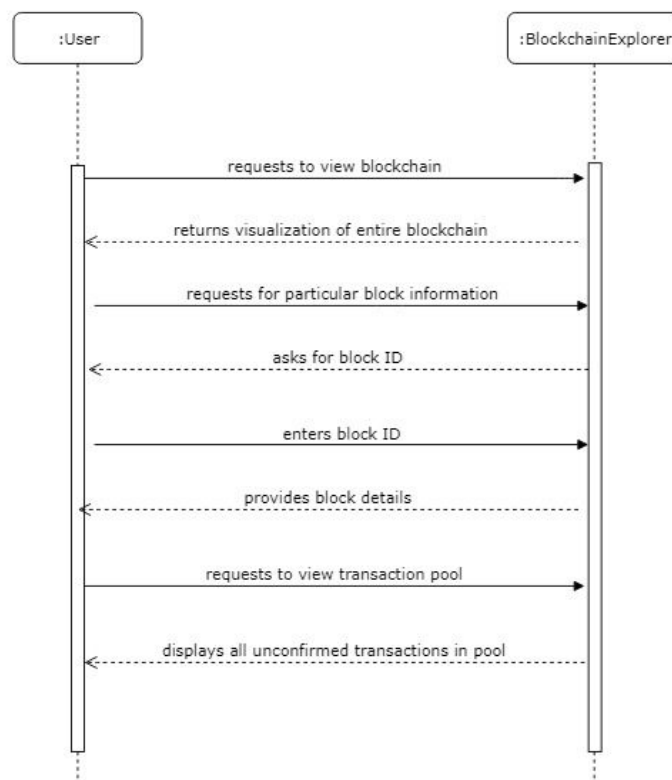 :User
:BlockchainExplorer
requests to view blockchain
returns visualization of entire blockchain
requests for particular block information
asks for block ID
enters block ID
provides block details
requests to view transaction pool
displays all unconfirmed transactions in pool